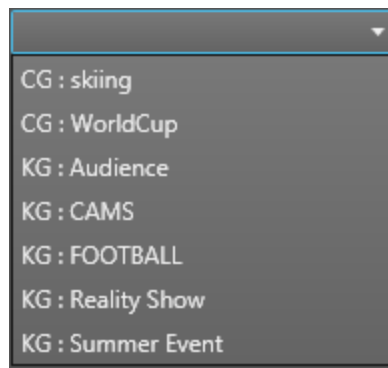 CG : skiing
CG : WorldCup
KG : Audience
KG : CAMS
KG : FOOTBALL
KG : Reality Show
KG : Summer Event